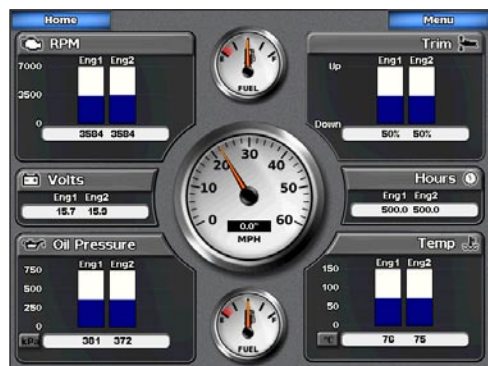 Home
Menu
RPM
Eng1 Eng2
7000
3500
0
3584 3584
FUEL
Trim
Eng1 Eng2
Up
Down
50% 50%
Volts
Eng1 Eng2
15.7
Hours
Eng1 Eng2
500.0 500.0
0
10
20
30
40
50
60
0.0
MPH
Oil Pressure
Eng1 Eng2
750
500
250
0
kPa
381 372
FUEL
Temp
Eng1 Eng2
150
100
50
0
°C
76 75